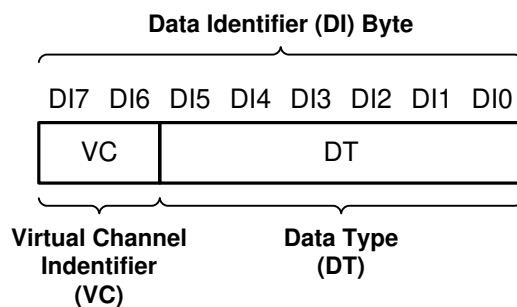 Data Identifier (DI) Byte
DI7 DI6 DI5 DI4 DI3 DI2 DI1 DI0
VC DT
Virtual Channel Data Type
Indentifier (DT)
(VC)